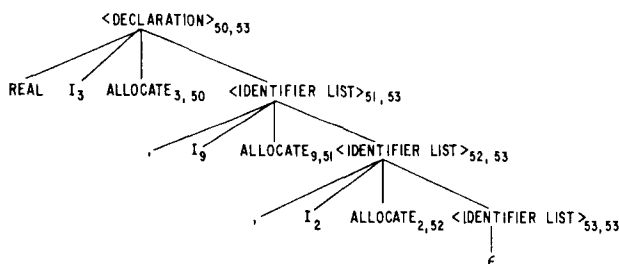 <DECLARATION>50, 53
REAL I3 ALLOCATE3, 50 <IDENTIFIER LIST>51, 53
, I9 ALLOCATE9,51 <IDENTIFIER LIST>52, 53
, I2 ALLOCATE2,52 <IDENTIFIER LIST>53,53
ϵ